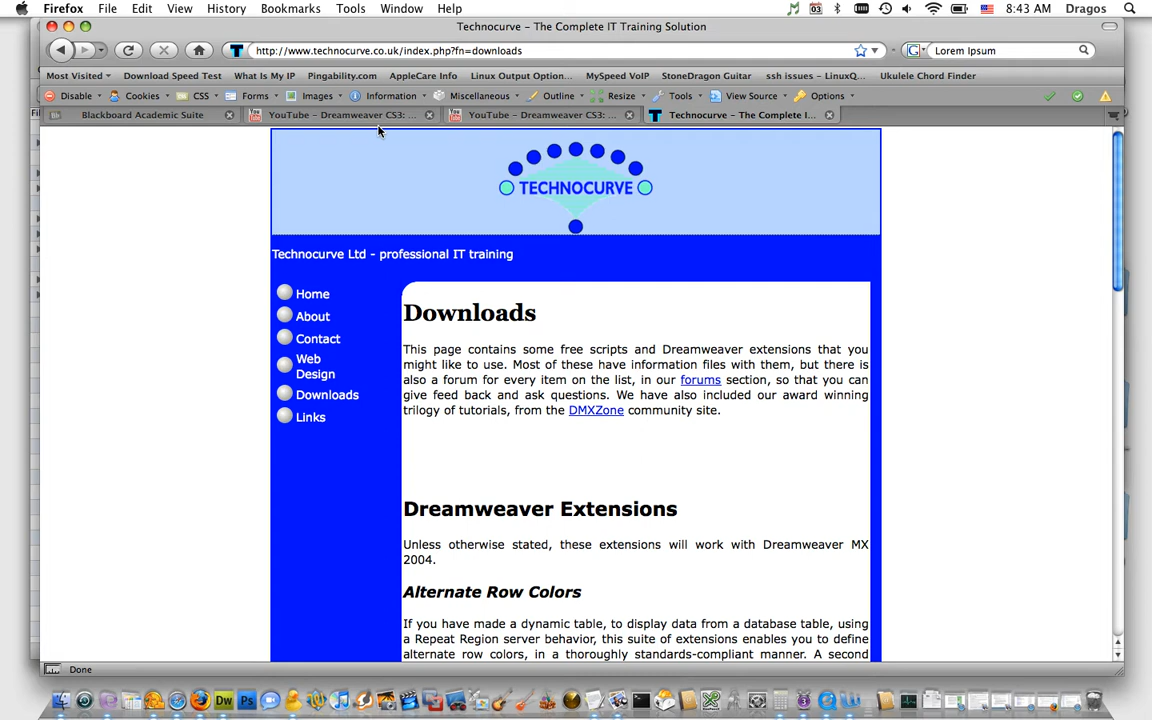 Firefox File Edit View History Bookmarks Tools Window Help 03 8:43 AM Dragos
Technocurve – The Complete IT Training Solution
http://www.technocurve.co.uk/index.php?fn=downloads Lorem Ipsum
Most Visited Download Speed Test What Is My IP Pingability.com AppleCare Info Linux Output Option... MySpeed VoIP StoneDragon Guitar ssh issues – LinuxQ... Ukulele Chord Finder
Disable Cookies CSS Forms Images Information Miscellaneous Outline Resize Tools View Source Options
Blackboard Academic Suite YouTube – Dreamweaver CS3: ... YouTube – Dreamweaver CS3: ... Technocurve – The Complete I...
TECHNOCURVE
Technocurve Ltd - professional IT training
Home
About
Contact
Web
Design
Downloads
Links
Downloads
This page contains some free scripts and Dreamweaver extensions that you
might like to use. Most of these have information files with them, but there is
also a forum for every item on the list, in our forums section, so that you can
give feed back and ask questions. We have also included our award winning
trilogy of tutorials, from the DMXZone community site.
Dreamweaver Extensions
Unless otherwise stated, these extensions will work with Dreamweaver MX
2004.
Alternate Row Colors
If you have made a dynamic table, to display data from a database table, using
a Repeat Region server behavior, this suite of extensions enables you to define
alternate row colors, in a thoroughly standards-compliant manner. A second
Done
Dw Ps